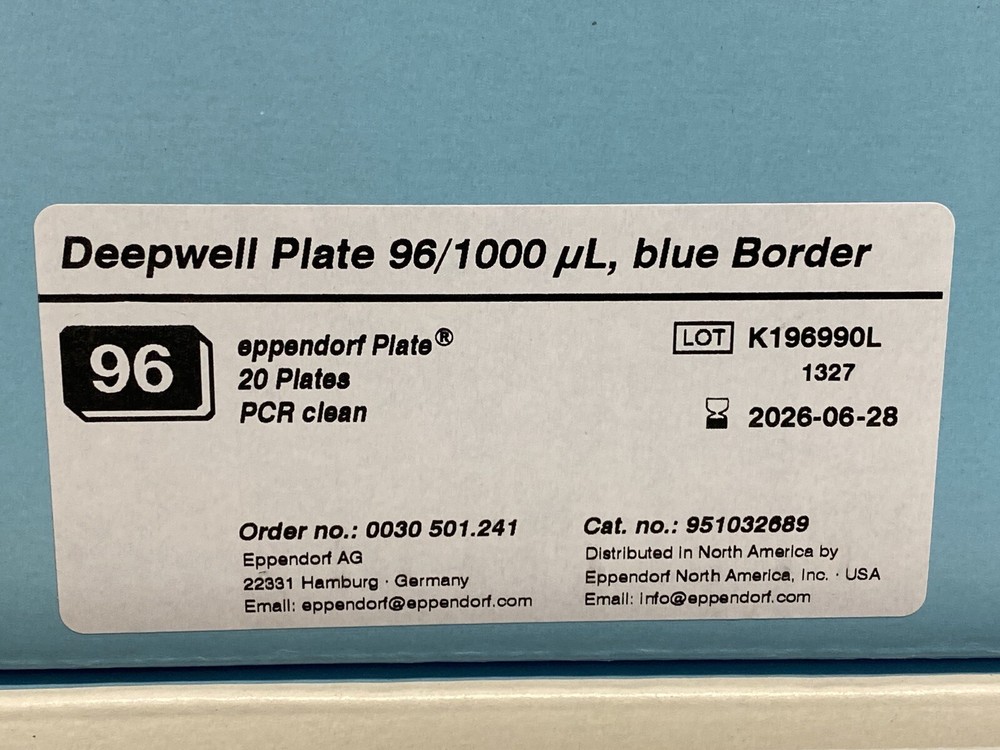 Deepwell Plate 96/1000 µL, blue Border
96
eppendorf Plate®
20 Plates
PCR clean
LOT K196990L
1327
2026-06-28
Order no.: 0030 501.241
Eppendorf AG
22331 Hamburg · Germany
Email: eppendorf@eppendorf.com
Cat. no.: 951032689
Distributed in North America by
Eppendorf North America, Inc. · USA
Email: info@eppendorf.com